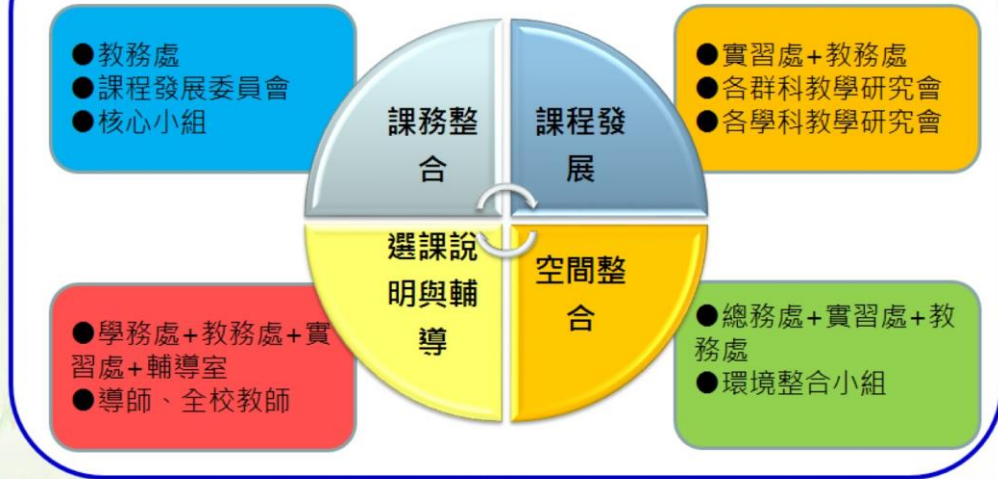 ●教務處
●課程發展委員會
●核心小組
課務整
合
課程發
展
●實習處+教務處
●各群科教學研究會
●各學科教學研究會
●學務處+教務處+實
習處+輔導室
●導師、全校教師
選課說
明與輔
導
空間整
合
●總務處+實習處+教
務處
●環境整合小組